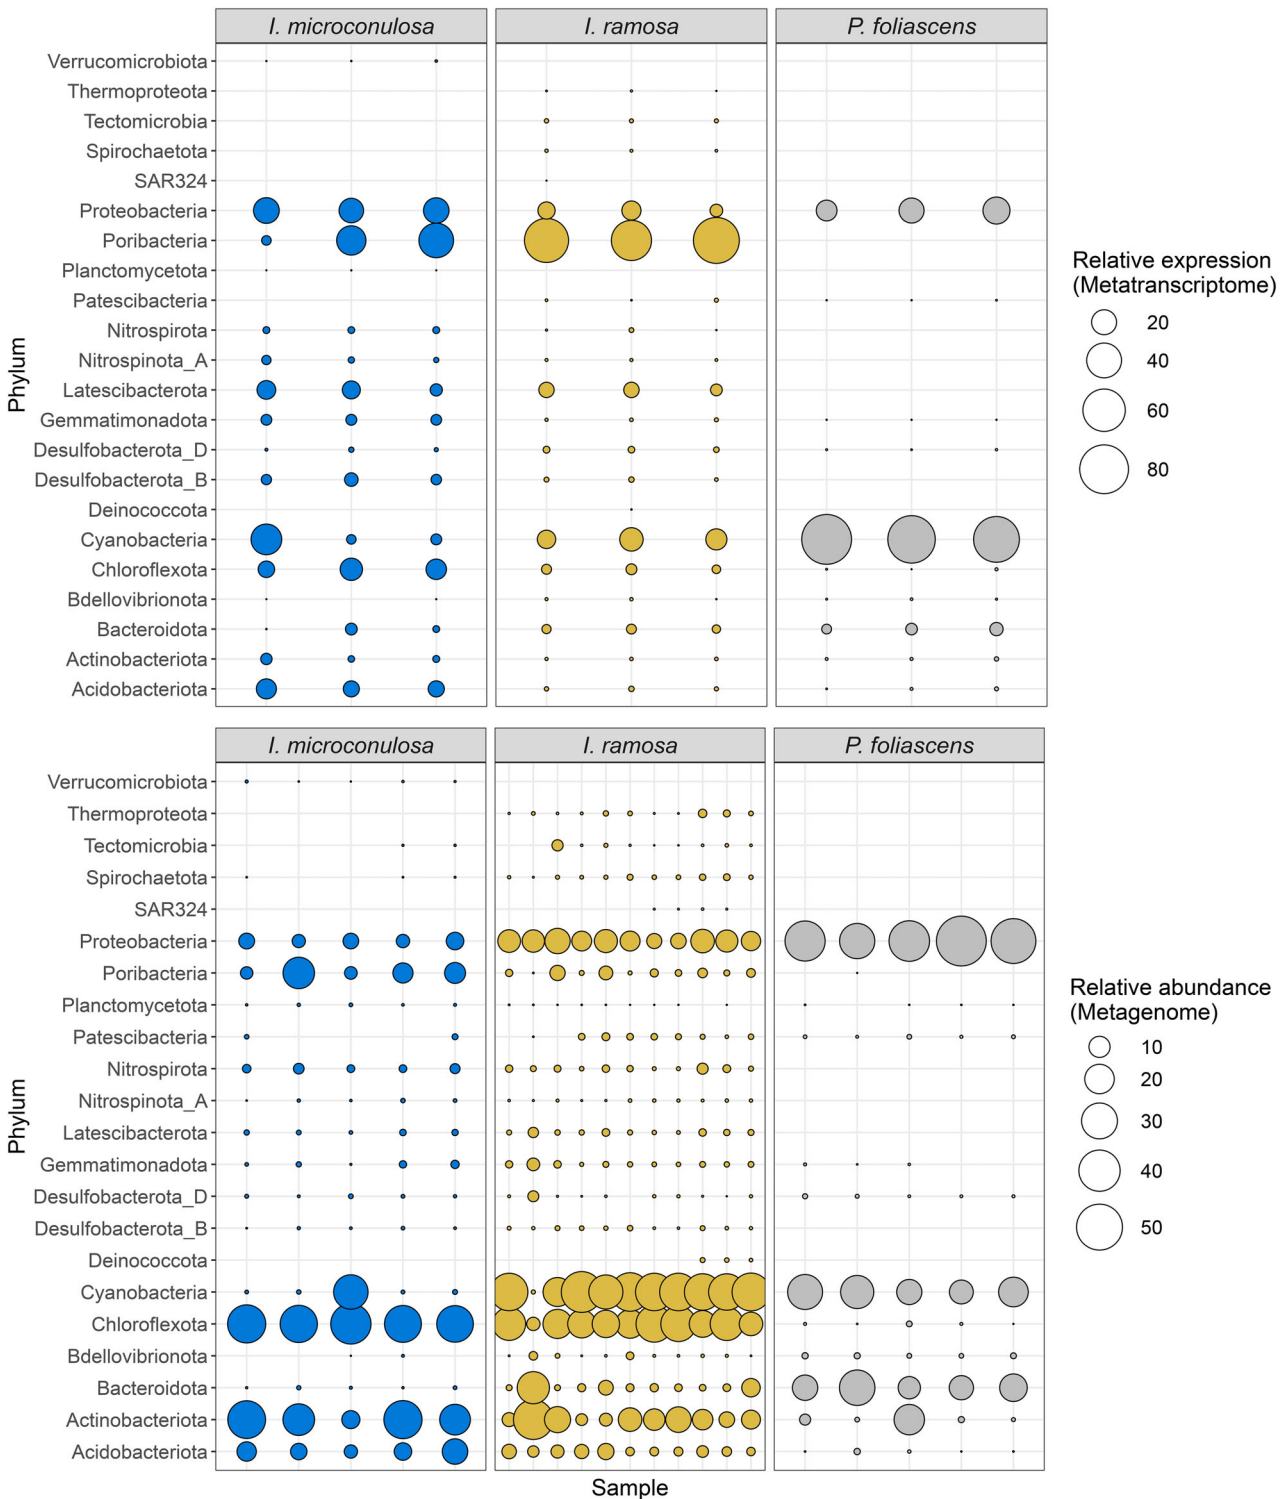 I. microconulosa
I. ramosa
P. foliascens
Verrucomicrobiota
Thermoproteota
Tectomicrobia
Spirochaetota
SAR324
Proteobacteria
Poribacteria
Planctomycetota
Patescibacteria
Nitrospirota
Nitrospinota_A
Latescibacterota
Gemmatimonadota
Desulfobacterota_D
Desulfobacterota_B
Deinococcota
Cyanobacteria
Chloroflexota
Bdellovibrionota
Bacteroidota
Actinobacteriota
Acidobacteriota
Phylum
Relative expression
(Metatranscriptome)
20
40
60
80
I. microconulosa
I. ramosa
P. foliascens
Verrucomicrobiota
Thermoproteota
Tectomicrobia
Spirochaetota
SAR324
Proteobacteria
Poribacteria
Planctomycetota
Patescibacteria
Nitrospirota
Nitrospinota_A
Latescibacterota
Gemmatimonadota
Desulfobacterota_D
Desulfobacterota_B
Deinococcota
Cyanobacteria
Chloroflexota
Bdellovibrionota
Bacteroidota
Actinobacteriota
Acidobacteriota
Phylum
Sample
Relative abundance
(Metagenome)
10
20
30
40
50